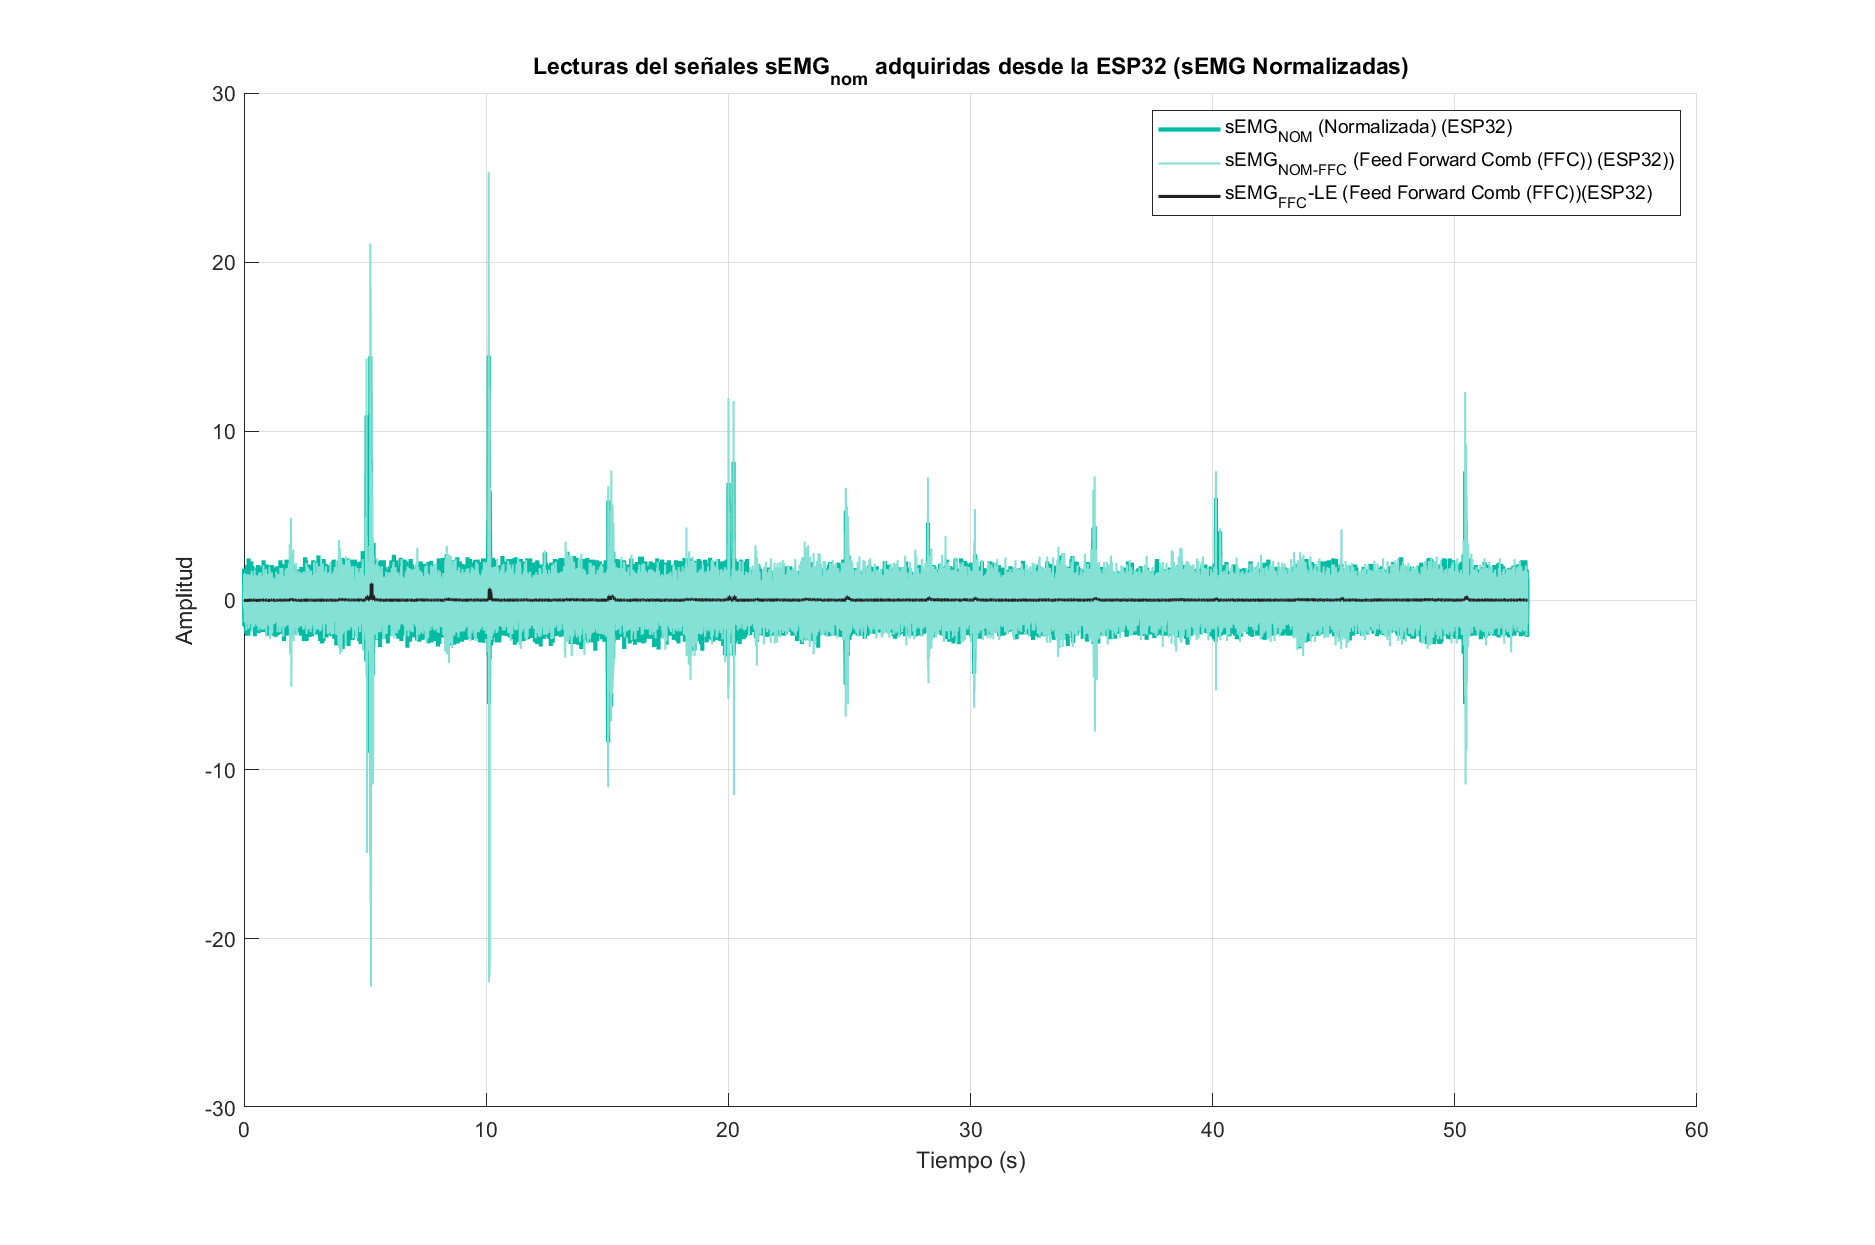 Lecturas del señales sEMGnom adquiridas desde la ESP32 (sEMG Normalizadas)
sEMGNOM (Normalizada) (ESP32)
sEMGNOM-FFC (Feed Forward Comb (FFC)) (ESP32))
sEMGFFC-LE (Feed Forward Comb (FFC))(ESP32)
30
20
10
0
-10
-20
-30
Amplitud
0 10 20 30 40 50 60
Tiempo (s)